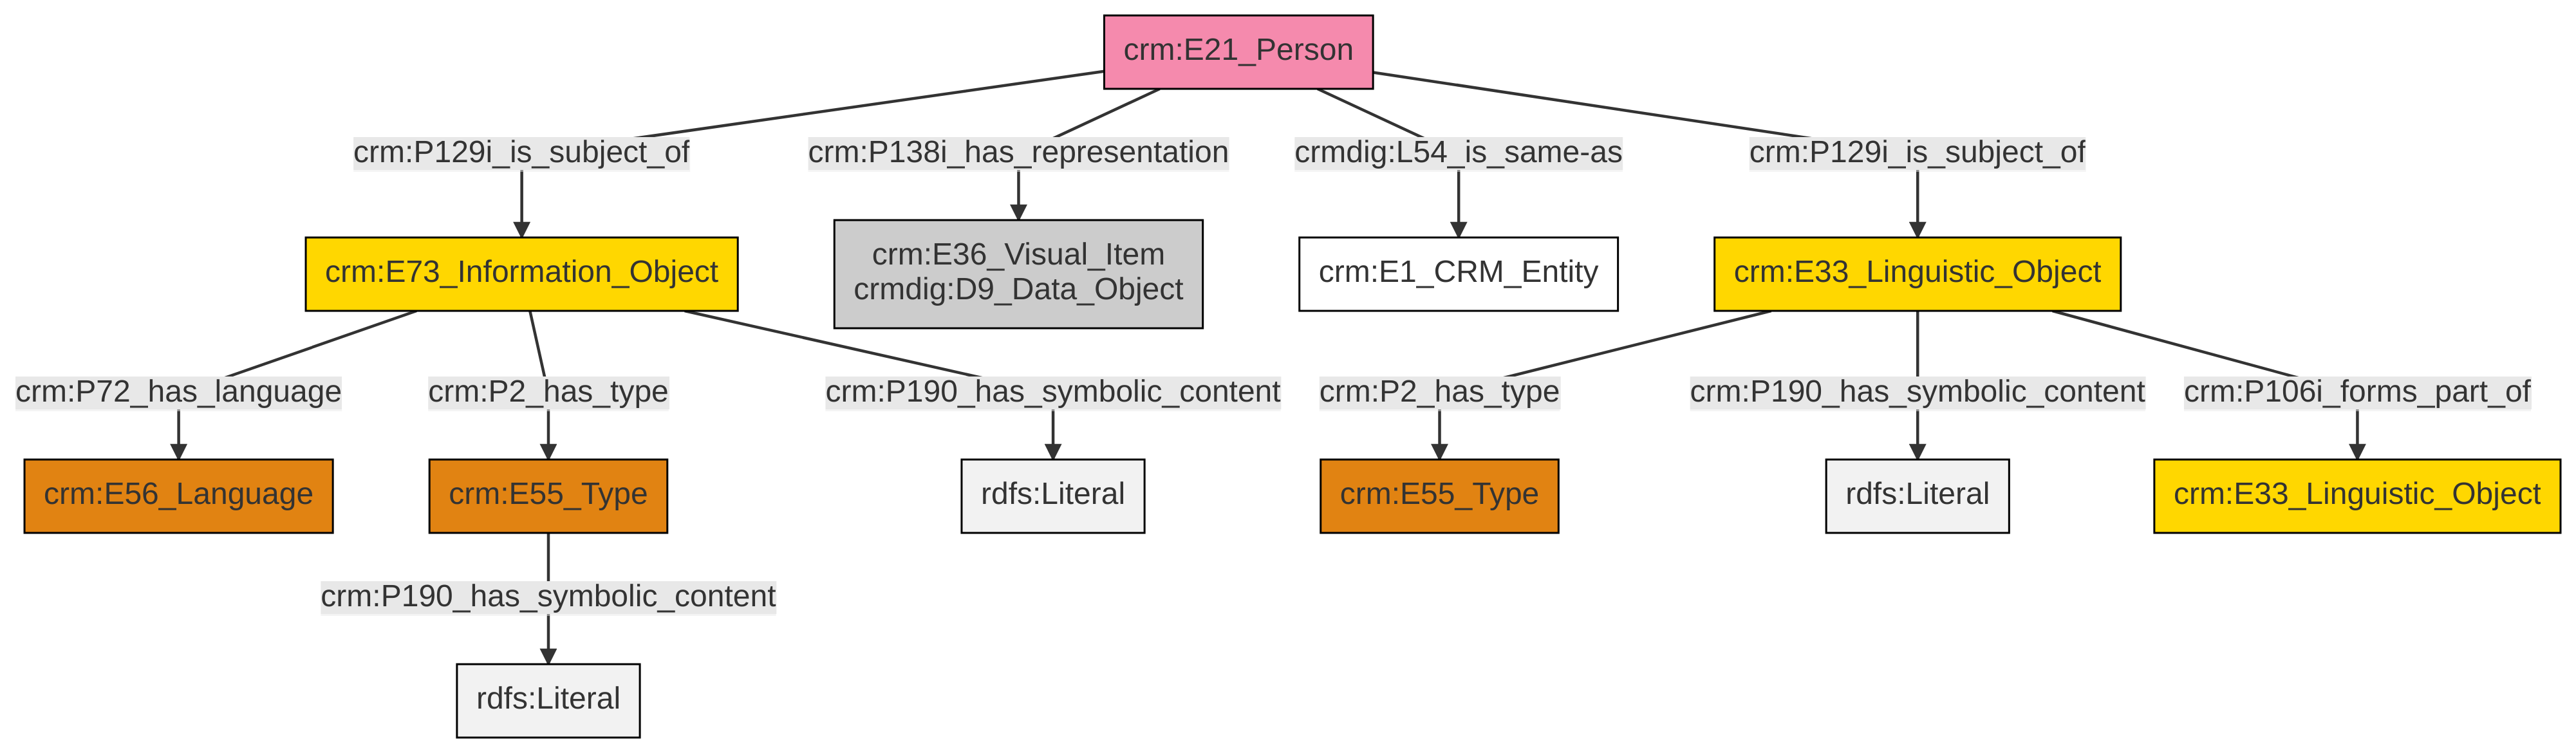 crm:E21_Person
crm:P129i_is_subject_of
crm:P138i_has_representation
crmdig:L54_is_same-as
crm:P129i_is_subject_of
crm:E73_Information_Object
crm:E36_Visual_Item
crmdig:D9_Data_Object
crm:E1_CRM_Entity
crm:E33_Linguistic_Object
crm:P72_has_language
crm:P2_has_type
crm:P190_has_symbolic_content
crm:P2_has_type
crm:P190_has_symbolic_content
crm:P106i_forms_part_of
crm:E56_Language
crm:E55_Type
rdfs:Literal
crm:E55_Type
rdfs:Literal
crm:E33_Linguistic_Object
crm:P190_has_symbolic_content
rdfs:Literal